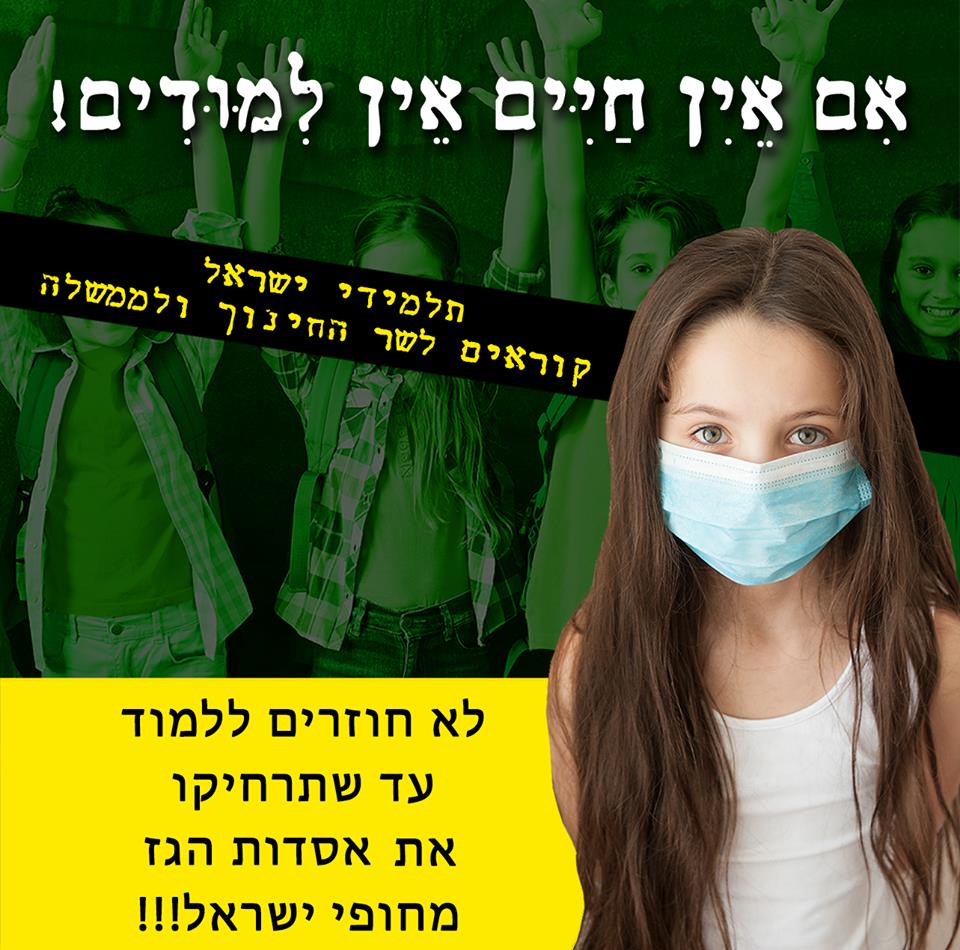 אִם אֵין חַיִּים אֵין לִמּוּדִים!
תלמידי ישראל
קוראים לשר החינוך ולממשלה
לא חוזרים ללמוד
עד שתרחיקו
את אסדות הגז
מחופי ישראל!!!